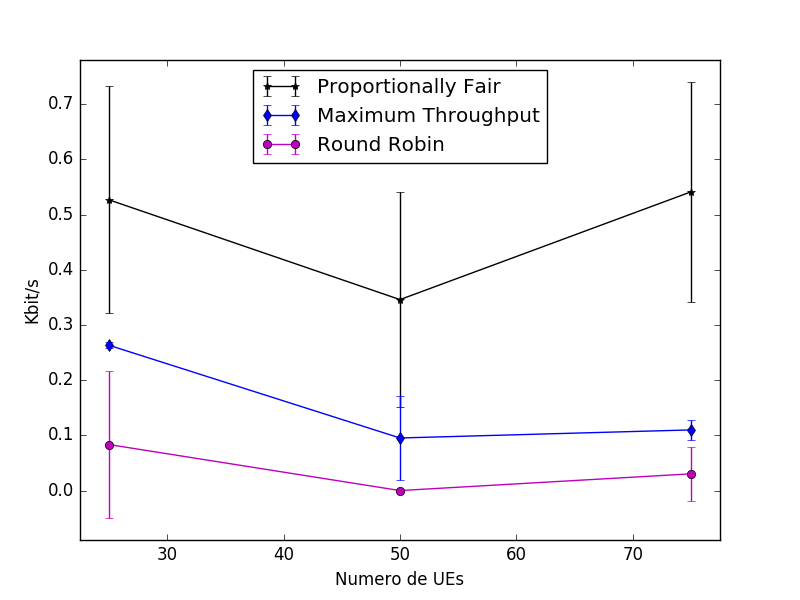 Proportionally Fair
Maximum Throughput
Round Robin
0.7
0.6
0.5
0.4
0.3
0.2
0.1
0.0
Kbit/s
30 40 50 60 70
Numero de UEs